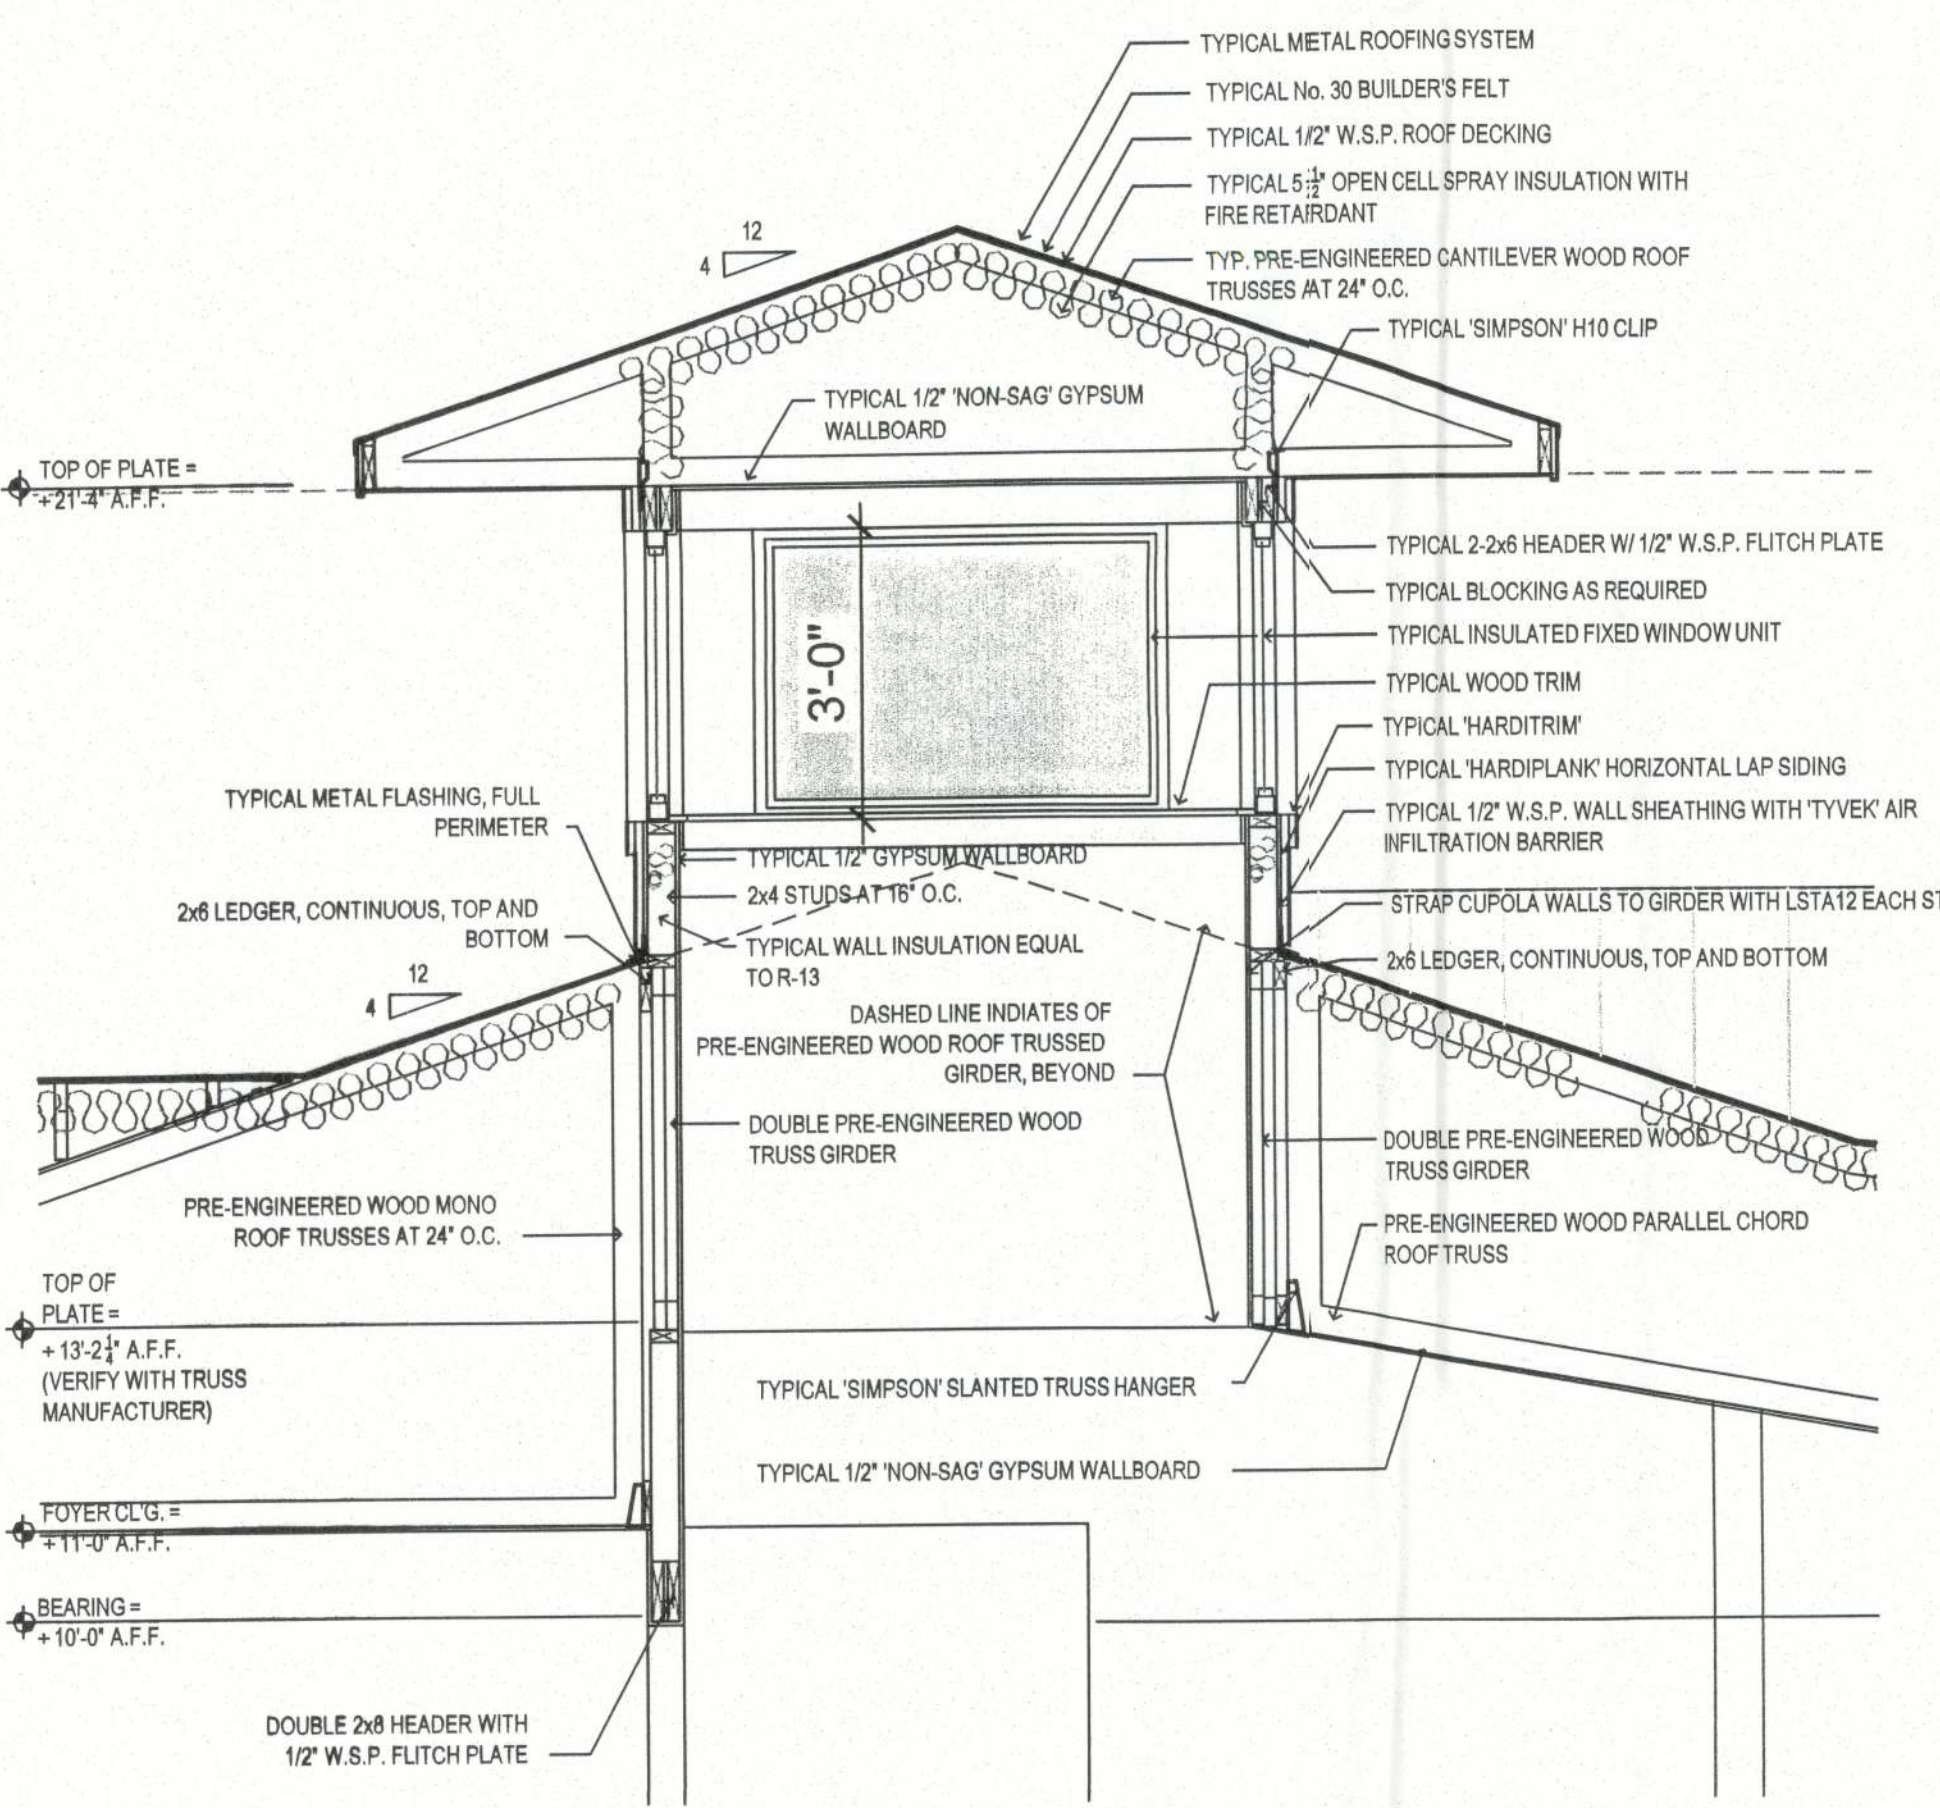 TYPICAL METAL ROOFING SYSTEM
TYPICAL No. 30 BUILDER'S FELT
TYPICAL 1/2" W.S.P. ROOF DECKING
TYPICAL 5 1/2" OPEN CELL SPRAY INSULATION WITH
FIRE RETAIRDANT
12
4
TYP. PRE-ENGINEERED CANTILEVER WOOD ROOF
TRUSSES AT 24" O.C.
TYPICAL 'SIMPSON' H10 CLIP
TYPICAL 1/2" 'NON-SAG' GYPSUM
WALLBOARD
TOP OF PLATE =
+21'-4" A.F.F.
TYPICAL 2-2x6 HEADER W/ 1/2" W.S.P. FLITCH PLATE
TYPICAL BLOCKING AS REQUIRED
TYPICAL INSULATED FIXED WINDOW UNIT
3'-0"
TYPICAL WOOD TRIM
TYPICAL 'HARDITRIM'
TYPICAL 'HARDIPLANK' HORIZONTAL LAP SIDING
TYPICAL 1/2" W.S.P. WALL SHEATHING WITH 'TYVEK' AIR
INFILTRATION BARRIER
TYPICAL METAL FLASHING, FULL
PERIMETER
TYPICAL 1/2" GYPSUM WALLBOARD
2x4 STUDS AT 16" O.C.
STRAP CUPOLA WALLS TO GIRDER WITH LSTA12 EACH ST
2x6 LEDGER, CONTINUOUS, TOP AND
BOTTOM
TYPICAL WALL INSULATION EQUAL
TO R-13
2x6 LEDGER, CONTINUOUS, TOP AND BOTTOM
12
4
DASHED LINE INDIATES OF
PRE-ENGINEERED WOOD ROOF TRUSSED
GIRDER, BEYOND
DOUBLE PRE-ENGINEERED WOOD
TRUSS GIRDER
DOUBLE PRE-ENGINEERED WOOD
TRUSS GIRDER
PRE-ENGINEERED WOOD MONO
ROOF TRUSSES AT 24" O.C.
PRE-ENGINEERED WOOD PARALLEL CHORD
ROOF TRUSS
TOP OF
PLATE =
+13'-2 1/4" A.F.F.
(VERIFY WITH TRUSS
MANUFACTURER)
TYPICAL 'SIMPSON' SLANTED TRUSS HANGER
TYPICAL 1/2" 'NON-SAG' GYPSUM WALLBOARD
FOYER CL'G. =
+11'-0" A.F.F.
BEARING =
+10'-0" A.F.F.
DOUBLE 2x8 HEADER WITH
1/2" W.S.P. FLITCH PLATE